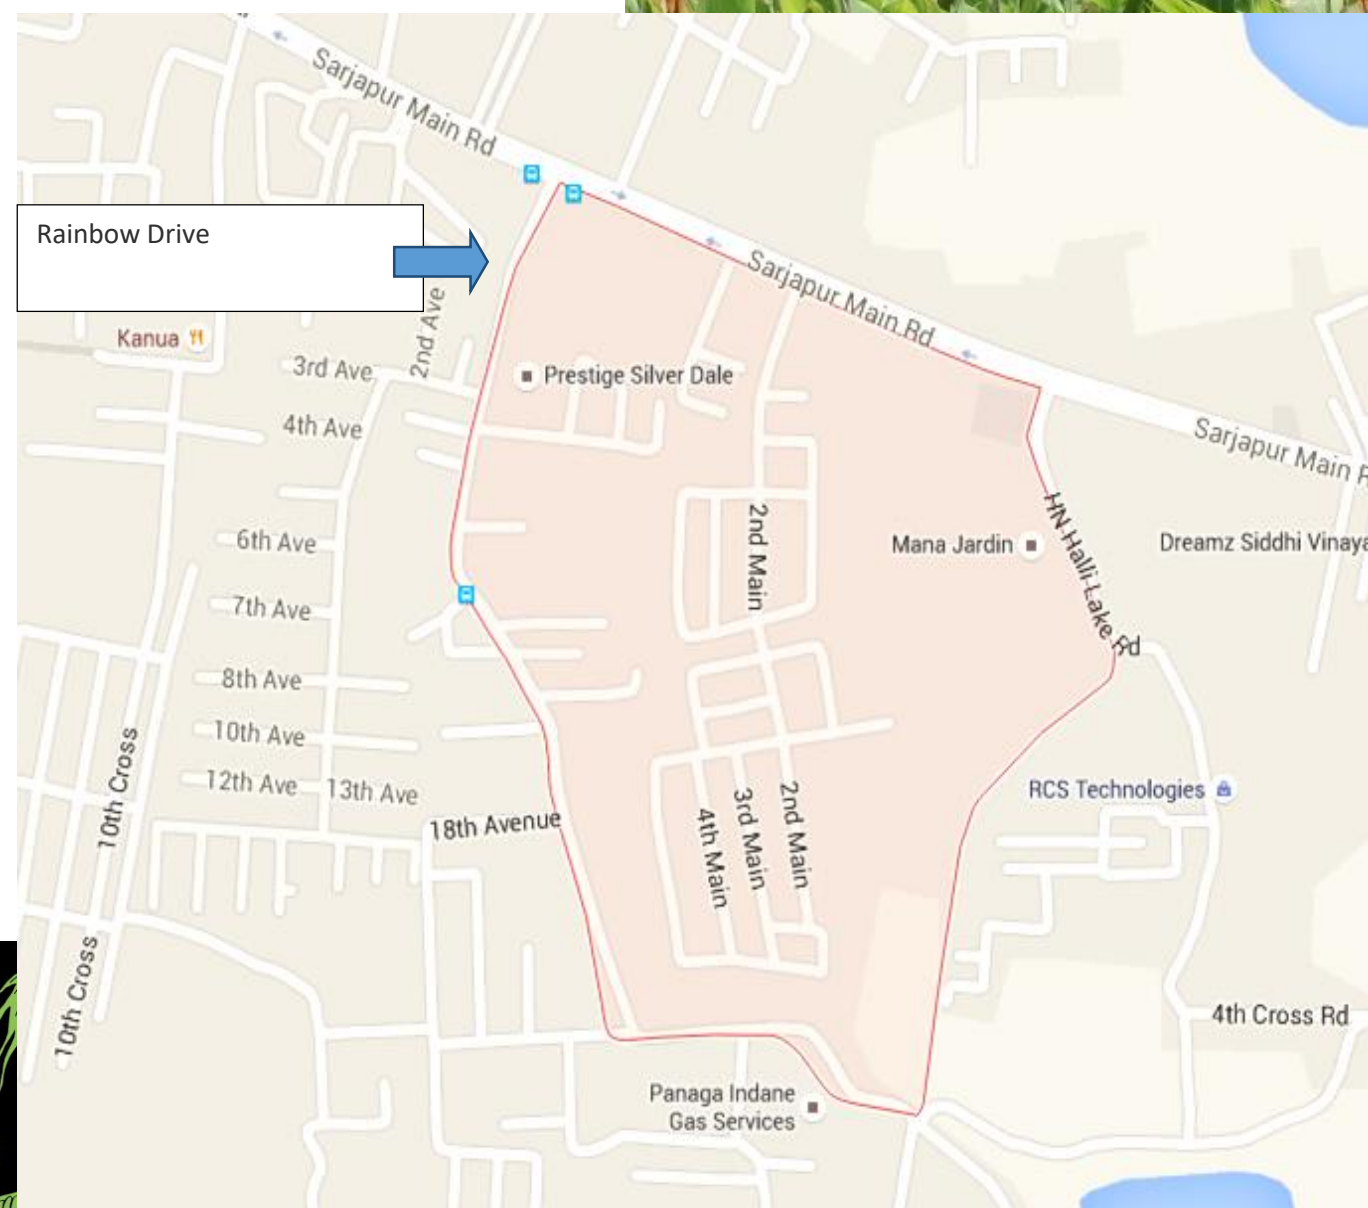 Sarjapur Main Rd
Rainbow Drive
Sarjapur Main Rd
2nd Ave
Kanua
3rd Ave
Prestige Silver Dale
4th Ave
Sarjapur Main R
2nd Main
HN Halli Lake Rd
6th Ave
Mana Jardin
Dreamz Siddhi Vinaya
7th Ave
8th Ave
10th Ave
10th Cross
12th Ave
13th Ave
RCS Technologies
18th Avenue
4th Main
3rd Main
2nd Main
10th Cross
4th Cross Rd
Panaga Indane
Gas Services